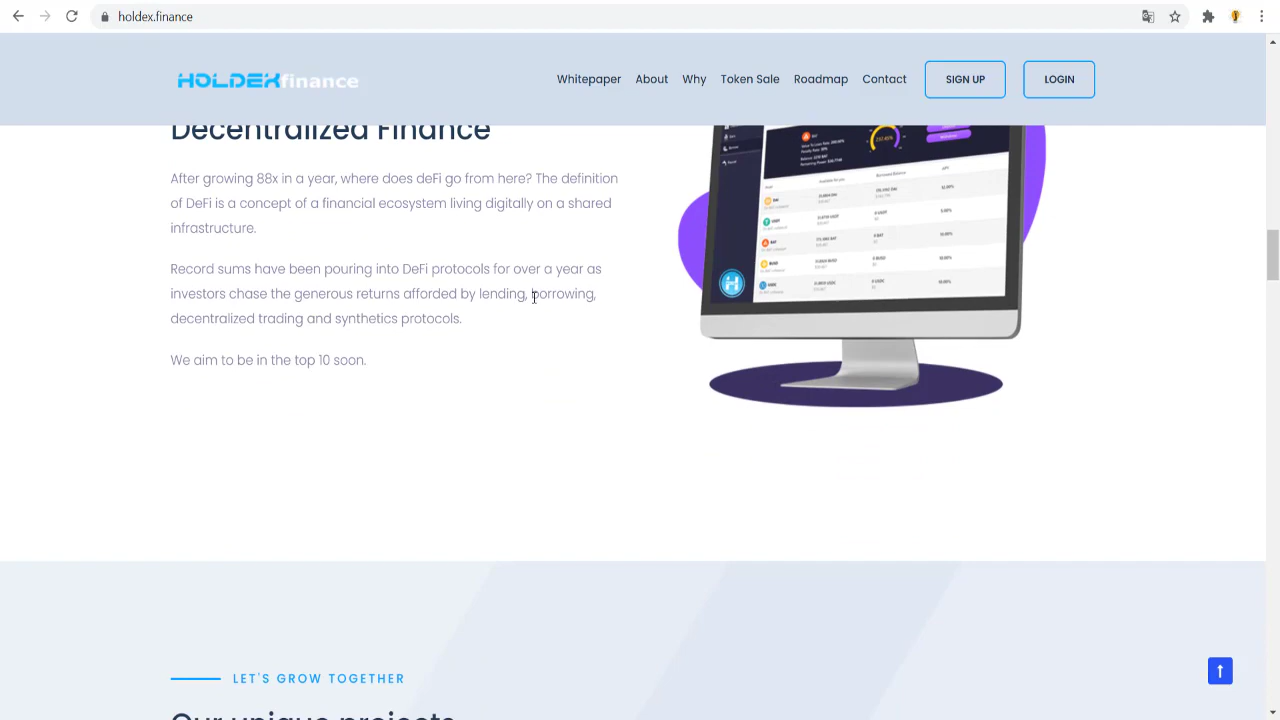 holdex.finance
HOLDEXfinance
Whitepaper About Why Token Sale Roadmap Contact SIGN UP LOGIN
Decentralized Finance
After growing 88x in a year, where does deFi go from here? The definition
of DeFi is a concept of a financial ecosystem living digitally on a shared
infrastructure.
Record sums have been pouring into DeFi protocols for over a year as
investors chase the generous returns afforded by lending, borrowing,
decentralized trading and synthetics protocols.
We aim to be in the top 10 soon.
LET'S GROW TOGETHER
Our unique projects